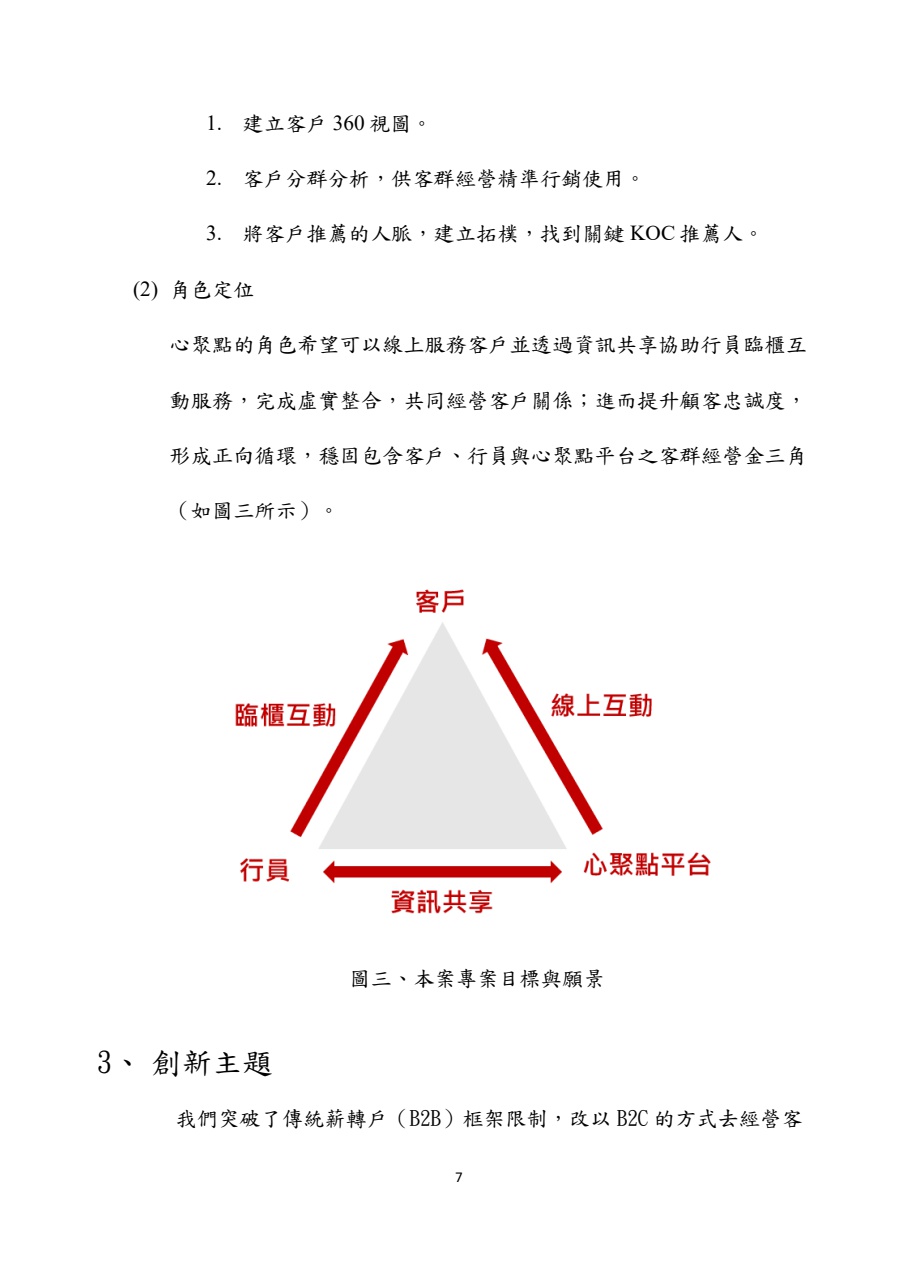 1. 建立客戶 360 視圖。
2. 客戶分群分析，供客群經營精準行銷使用。
3. 將客戶推薦的人脈，建立拓樸，找到關鍵 KOC 推薦人。
(2) 角色定位
心聚點的角色希望可以線上服務客戶並透過資訊共享協助行員臨櫃互
動服務，完成虛實整合，共同經營客戶關係；進而提升顧客忠誠度，
形成正向循環，穩固包含客戶、行員與心聚點平台之客群經營金三角
（如圖三所示）。
客戶
臨櫃互動
線上互動
行員
心聚點平台
資訊共享
圖三、本案專案目標與願景
3、 創新主題
我們突破了傳統薪轉戶（B2B）框架限制，改以 B2C 的方式去經營客
7